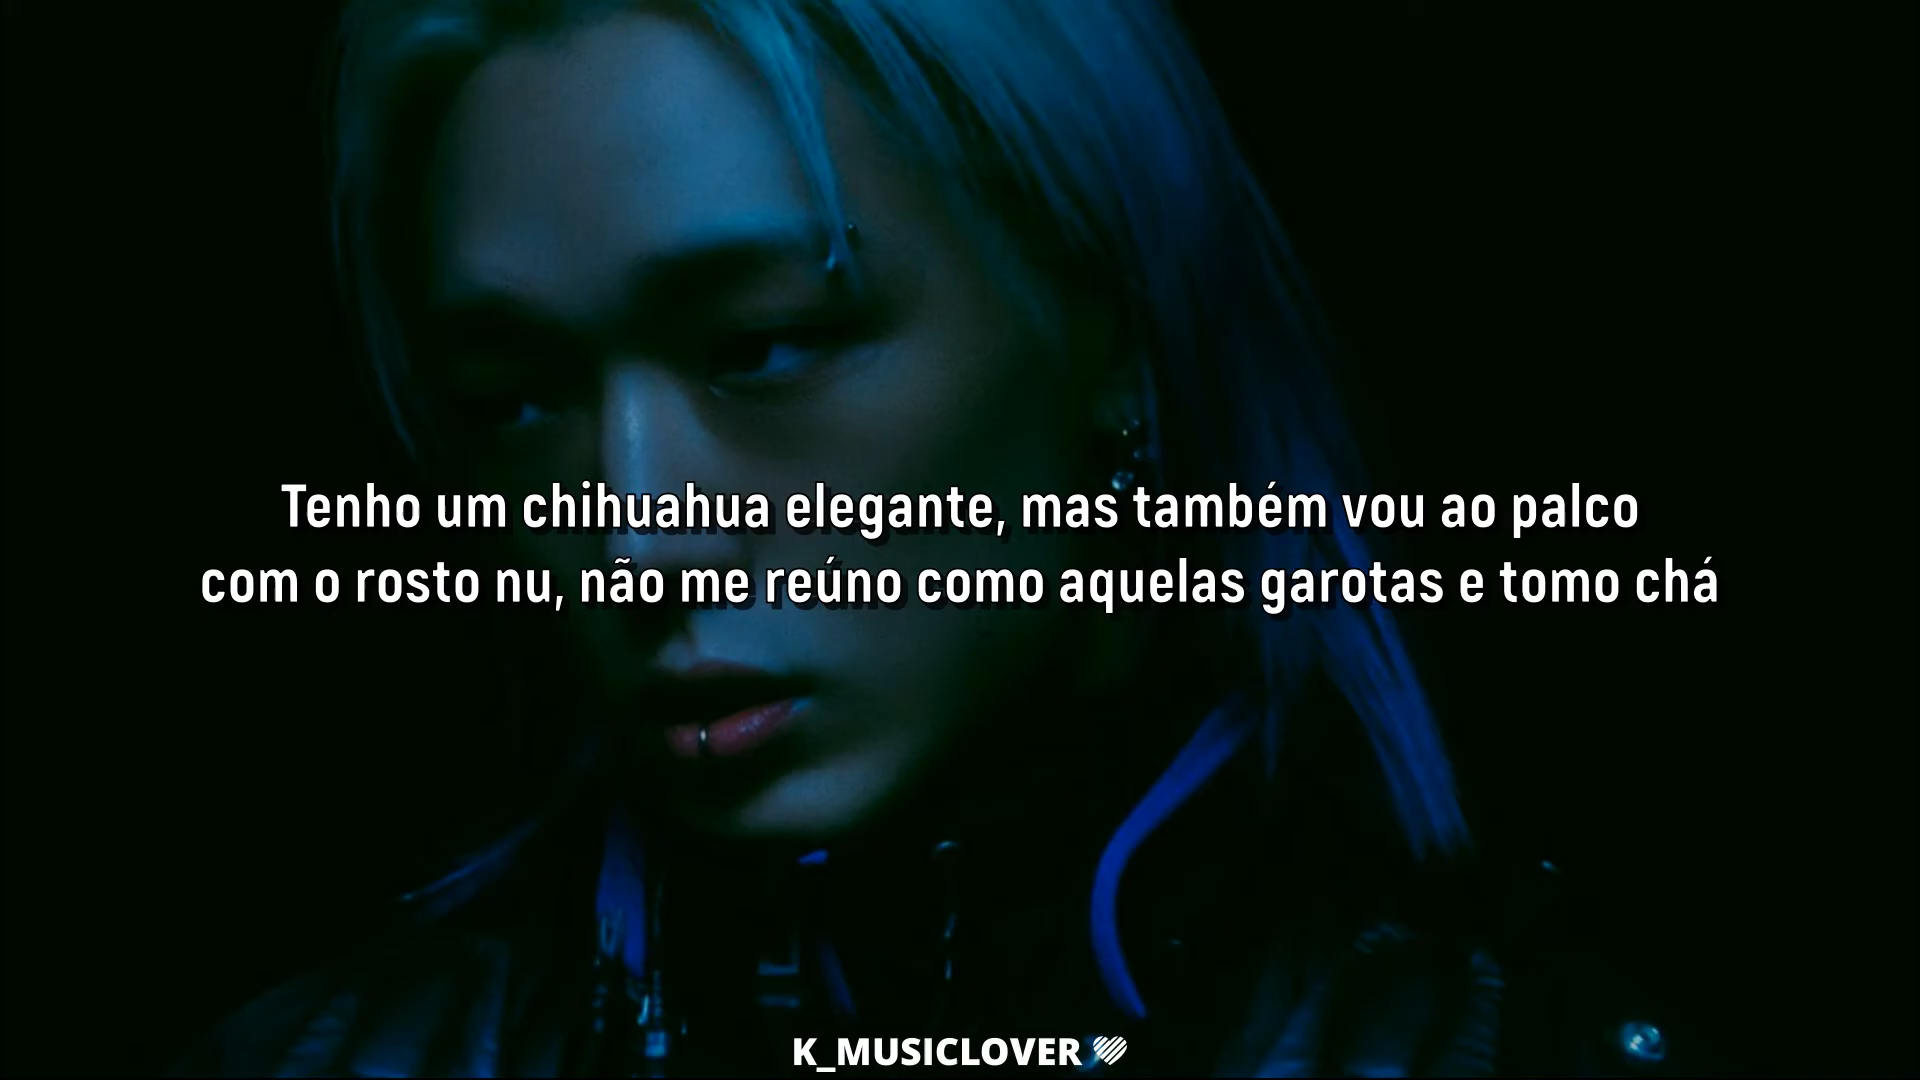 Tenho um chihuahua elegante, mas também vou ao palco
com o rosto nu, não me reúno como aquelas garotas e tomo chá
K_MUSICLOVER